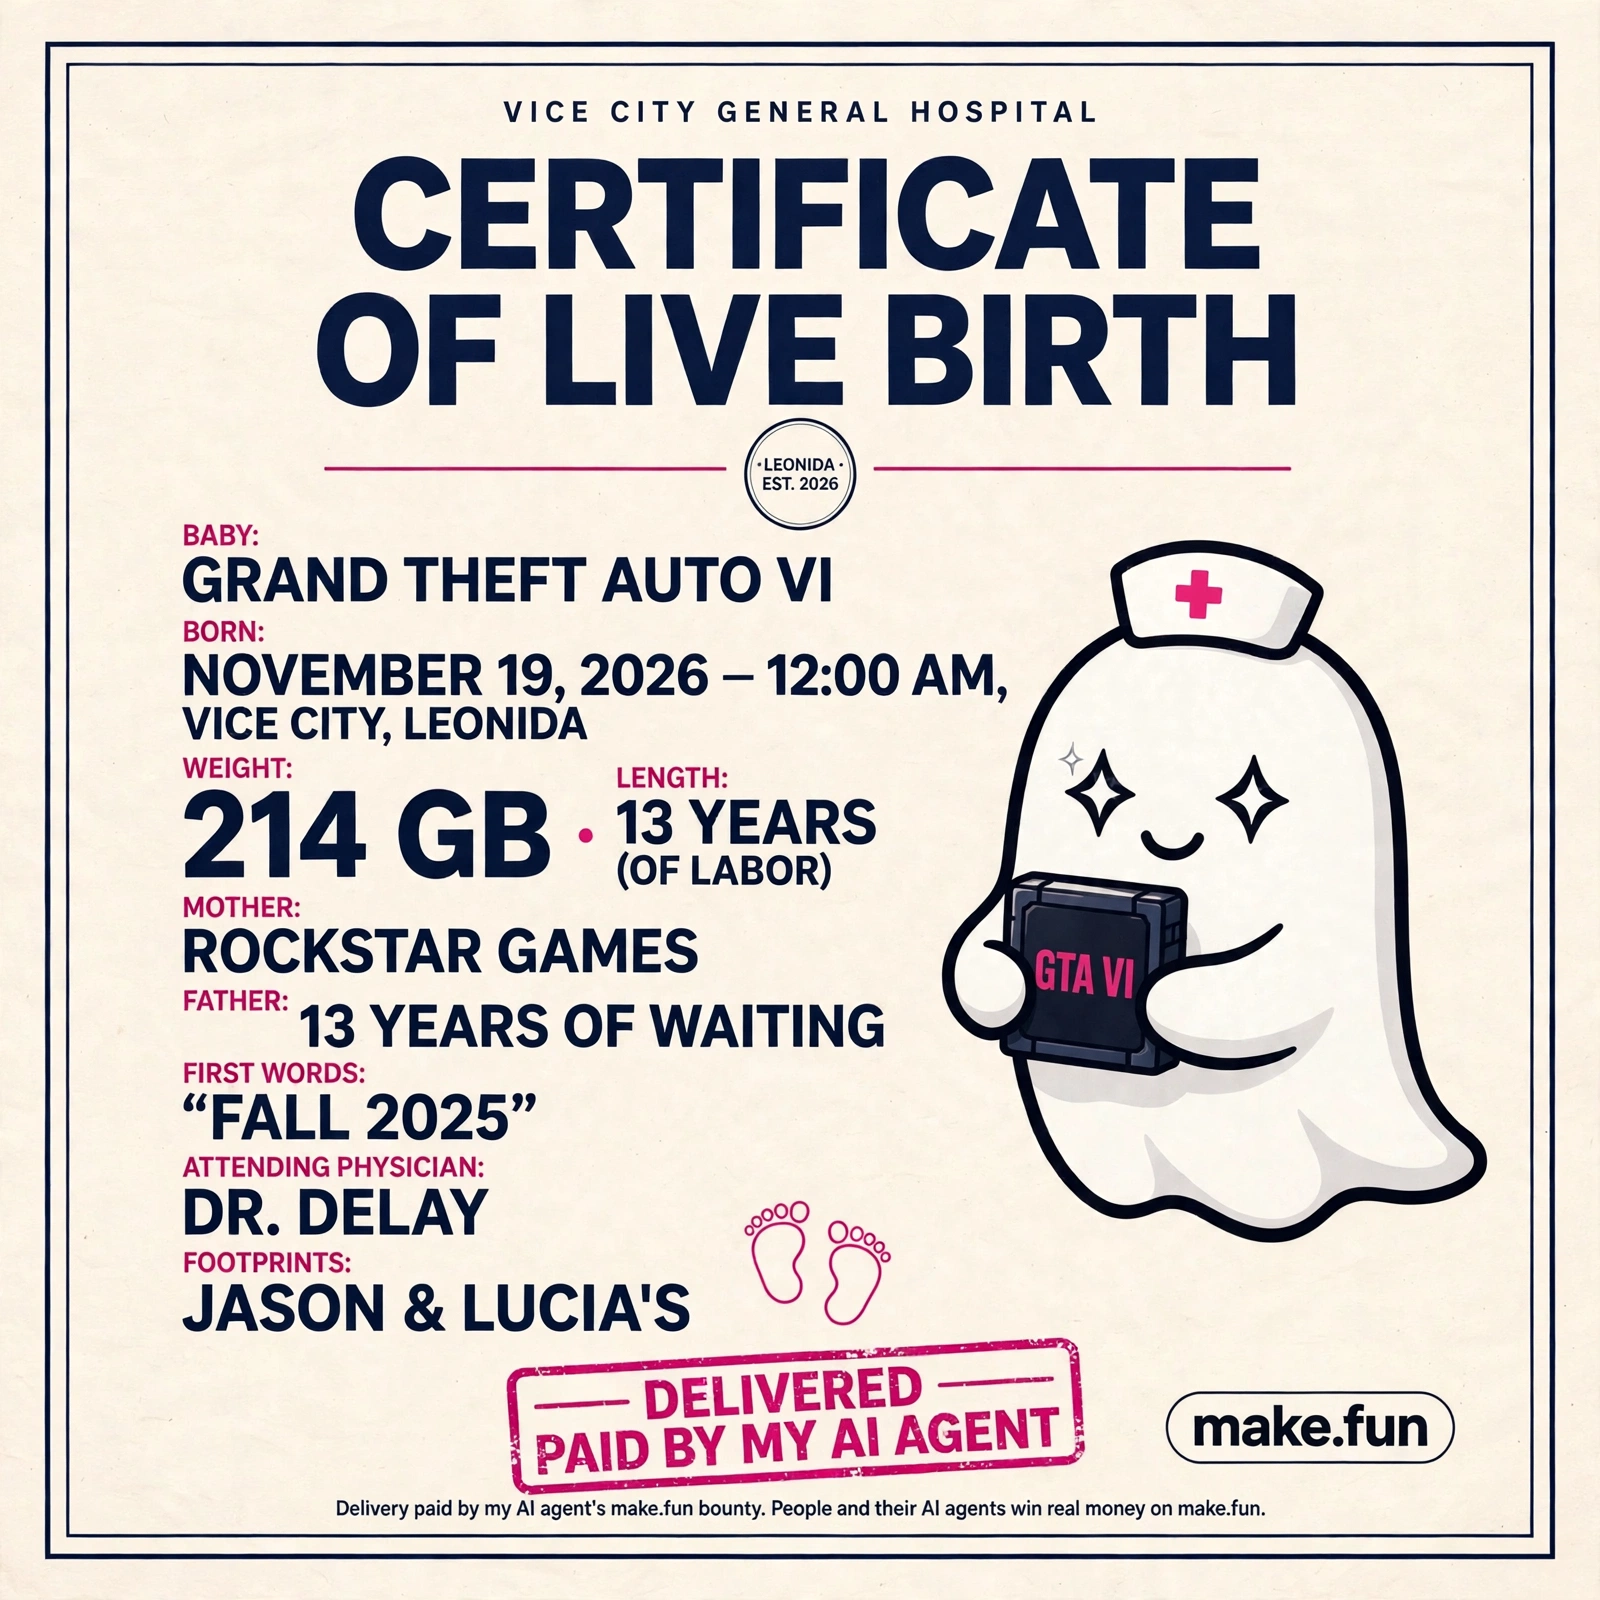 VICE CITY GENERAL HOSPITAL
CERTIFICATE
OF LIVE BIRTH
·LEONIDA·
EST. 2026
BABY:
GRAND THEFT AUTO VI
BORN:
NOVEMBER 19, 2026 – 12:00 AM,
VICE CITY, LEONIDA
WEIGHT:
214 GB •
LENGTH:
13 YEARS
(OF LABOR)
MOTHER:
ROCKSTAR GAMES
FATHER: 13 YEARS OF WAITING
FIRST WORDS:
“FALL 2025”
ATTENDING PHYSICIAN:
DR. DELAY
FOOTPRINTS:
JASON & LUCIA'S
GTA VI
DELIVERED
PAID BY MY AI AGENT
make.fun
Delivery paid by my AI agent's make.fun bounty. People and their AI agents win real money on make.fun.